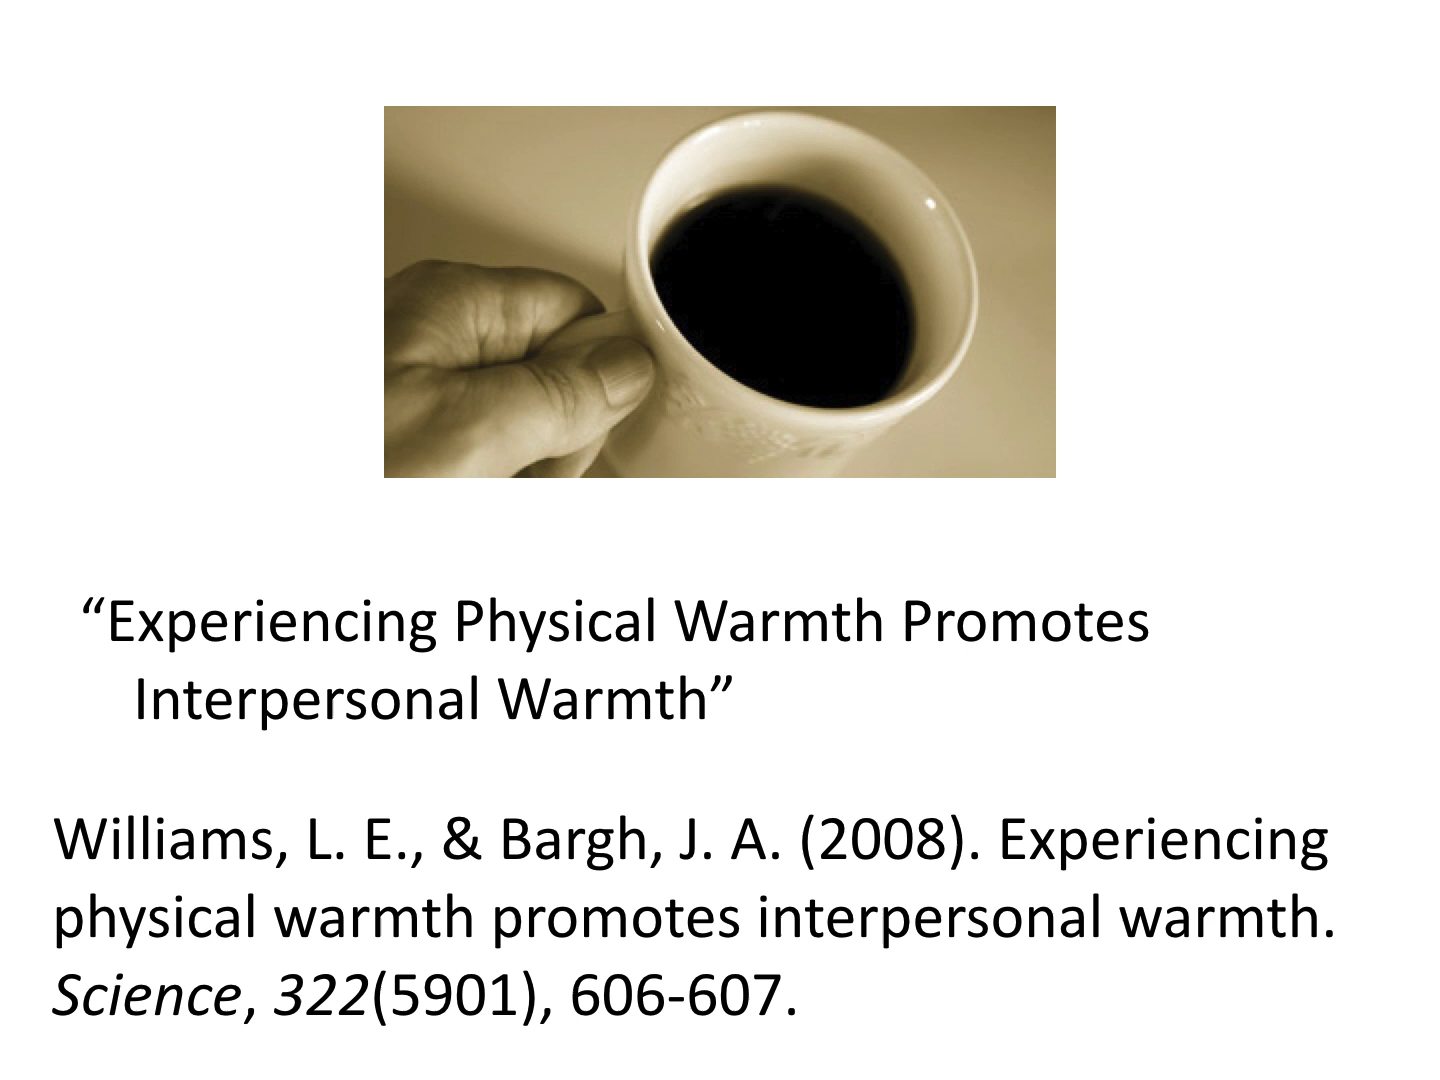 “Experiencing Physical Warmth Promotes
Interpersonal Warmth”
Williams, L. E., & Bargh, J. A. (2008). Experiencing
physical warmth promotes interpersonal warmth.
Science, 322(5901), 606-607.